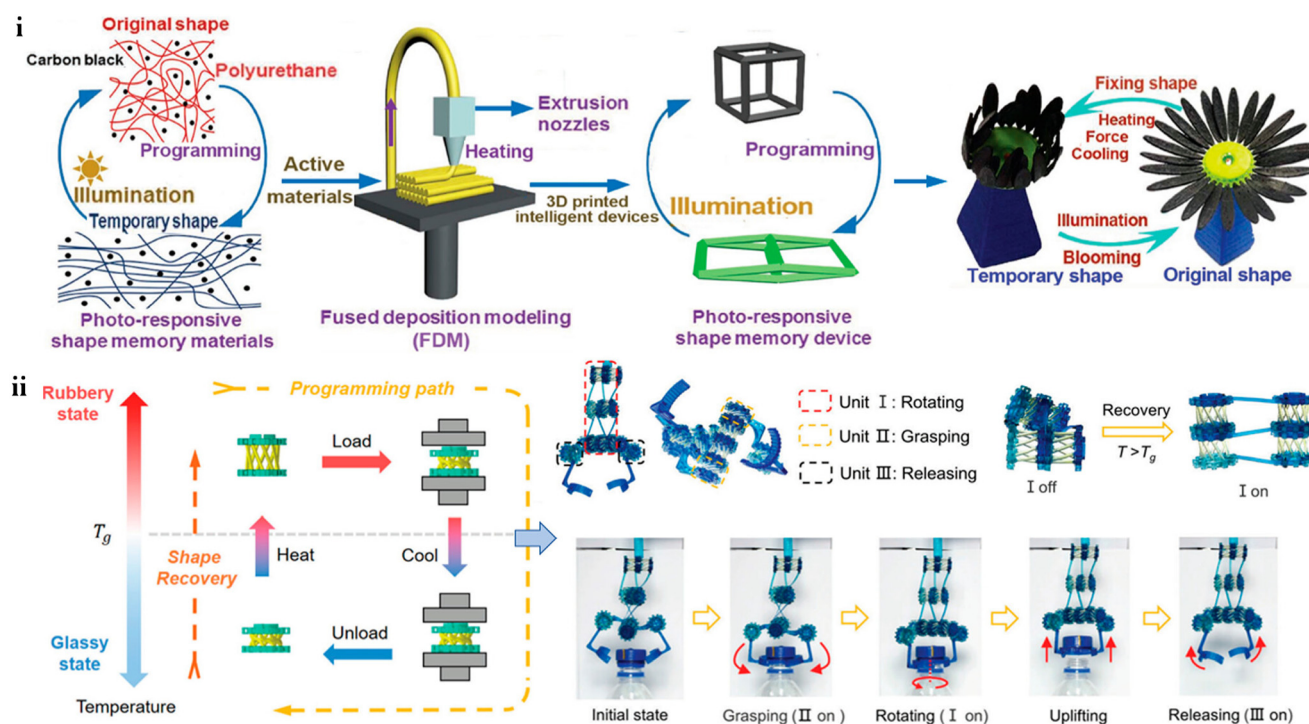 i
Original shape
Carbon black
Polyurethane
Programming
Illumination
Temporary shape
Photo-responsive
shape memory materials
Active
materials
Extrusion
nozzles
Heating
Fused deposition modeling
(FDM)
3D printed
intelligent devices
Programming
Illumination
Photo-responsive
shape memory device
Fixing shape
Heating
Force
Cooling
Illumination
Blooming
Temporary shape
Original shape
ii
Rubbery
state
Tg
Glassy
state
Temperature
Programming path
Load
Heat
Cool
Shape
Recovery
Unload
Unit Ⅰ: Rotating
Unit Ⅱ: Grasping
Unit Ⅲ: Releasing
Recovery
T>Tg
Ⅰ off
Ⅰ on
Initial state
Grasping (Ⅱ on)
Rotating (Ⅰ on)
Uplifting
Releasing (Ⅲ on)